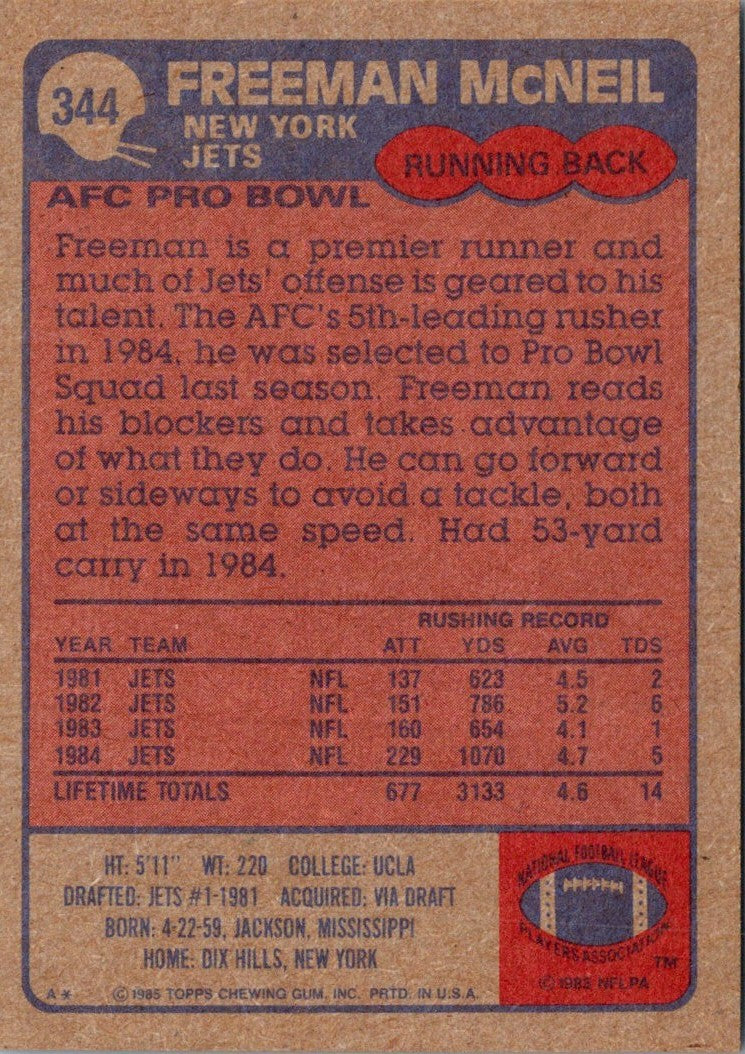 344
FREEMAN McNEIL
NEW YORK
JETS
RUNNING BACK
AFC PRO BOWL
Freeman is a premier runner and
much of Jets' offense is geared to his
talent. The AFC's 5th-leading rusher
in 1984, he was selected to Pro Bowl
Squad last season. Freeman reads
his blockers and takes advantage
of what they do. He can go forward
or sideways to avoid a tackle, both
at the same speed. Had 53-yard
carry in 1984.
RUSHING RECORD
YEAR TEAM ATT YDS AVG TDS
1981 JETS NFL 137 623 4.5 2
1982 JETS NFL 151 786 5.2 6
1983 JETS NFL 160 654 4.1 1
1984 JETS NFL 229 1070 4.7 5
LIFETIME TOTALS 677 3133 4.6 14
HT: 5'11" WT: 220 COLLEGE: UCLA
DRAFTED: JETS #1-1981 ACQUIRED: VIA DRAFT
BORN: 4-22-59, JACKSON, MISSISSIPPI
HOME: DIX HILLS, NEW YORK
A* © 1985 TOPPS CHEWING GUM, INC. PRTD. IN U.S.A.
NATIONAL FOOTBALL LEAGUE
PLAYERS ASSOCIATION
TM
© 1983 NFLPA